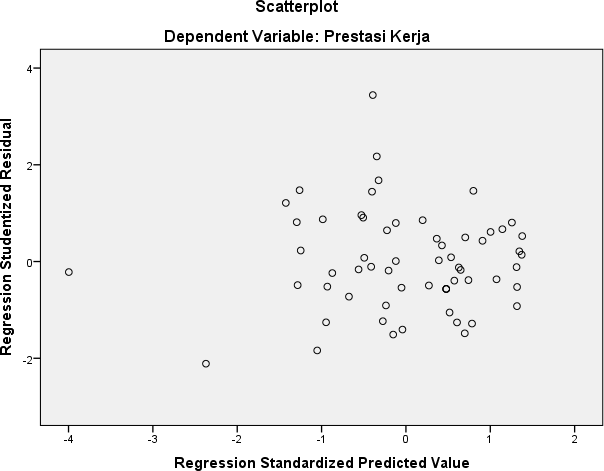 Scatterplot
Dependent Variable: Prestasi Kerja
Regression Studentized Residual
4
2
0
-2
-4
-3
-2
-1
0
1
2
Regression Standardized Predicted Value